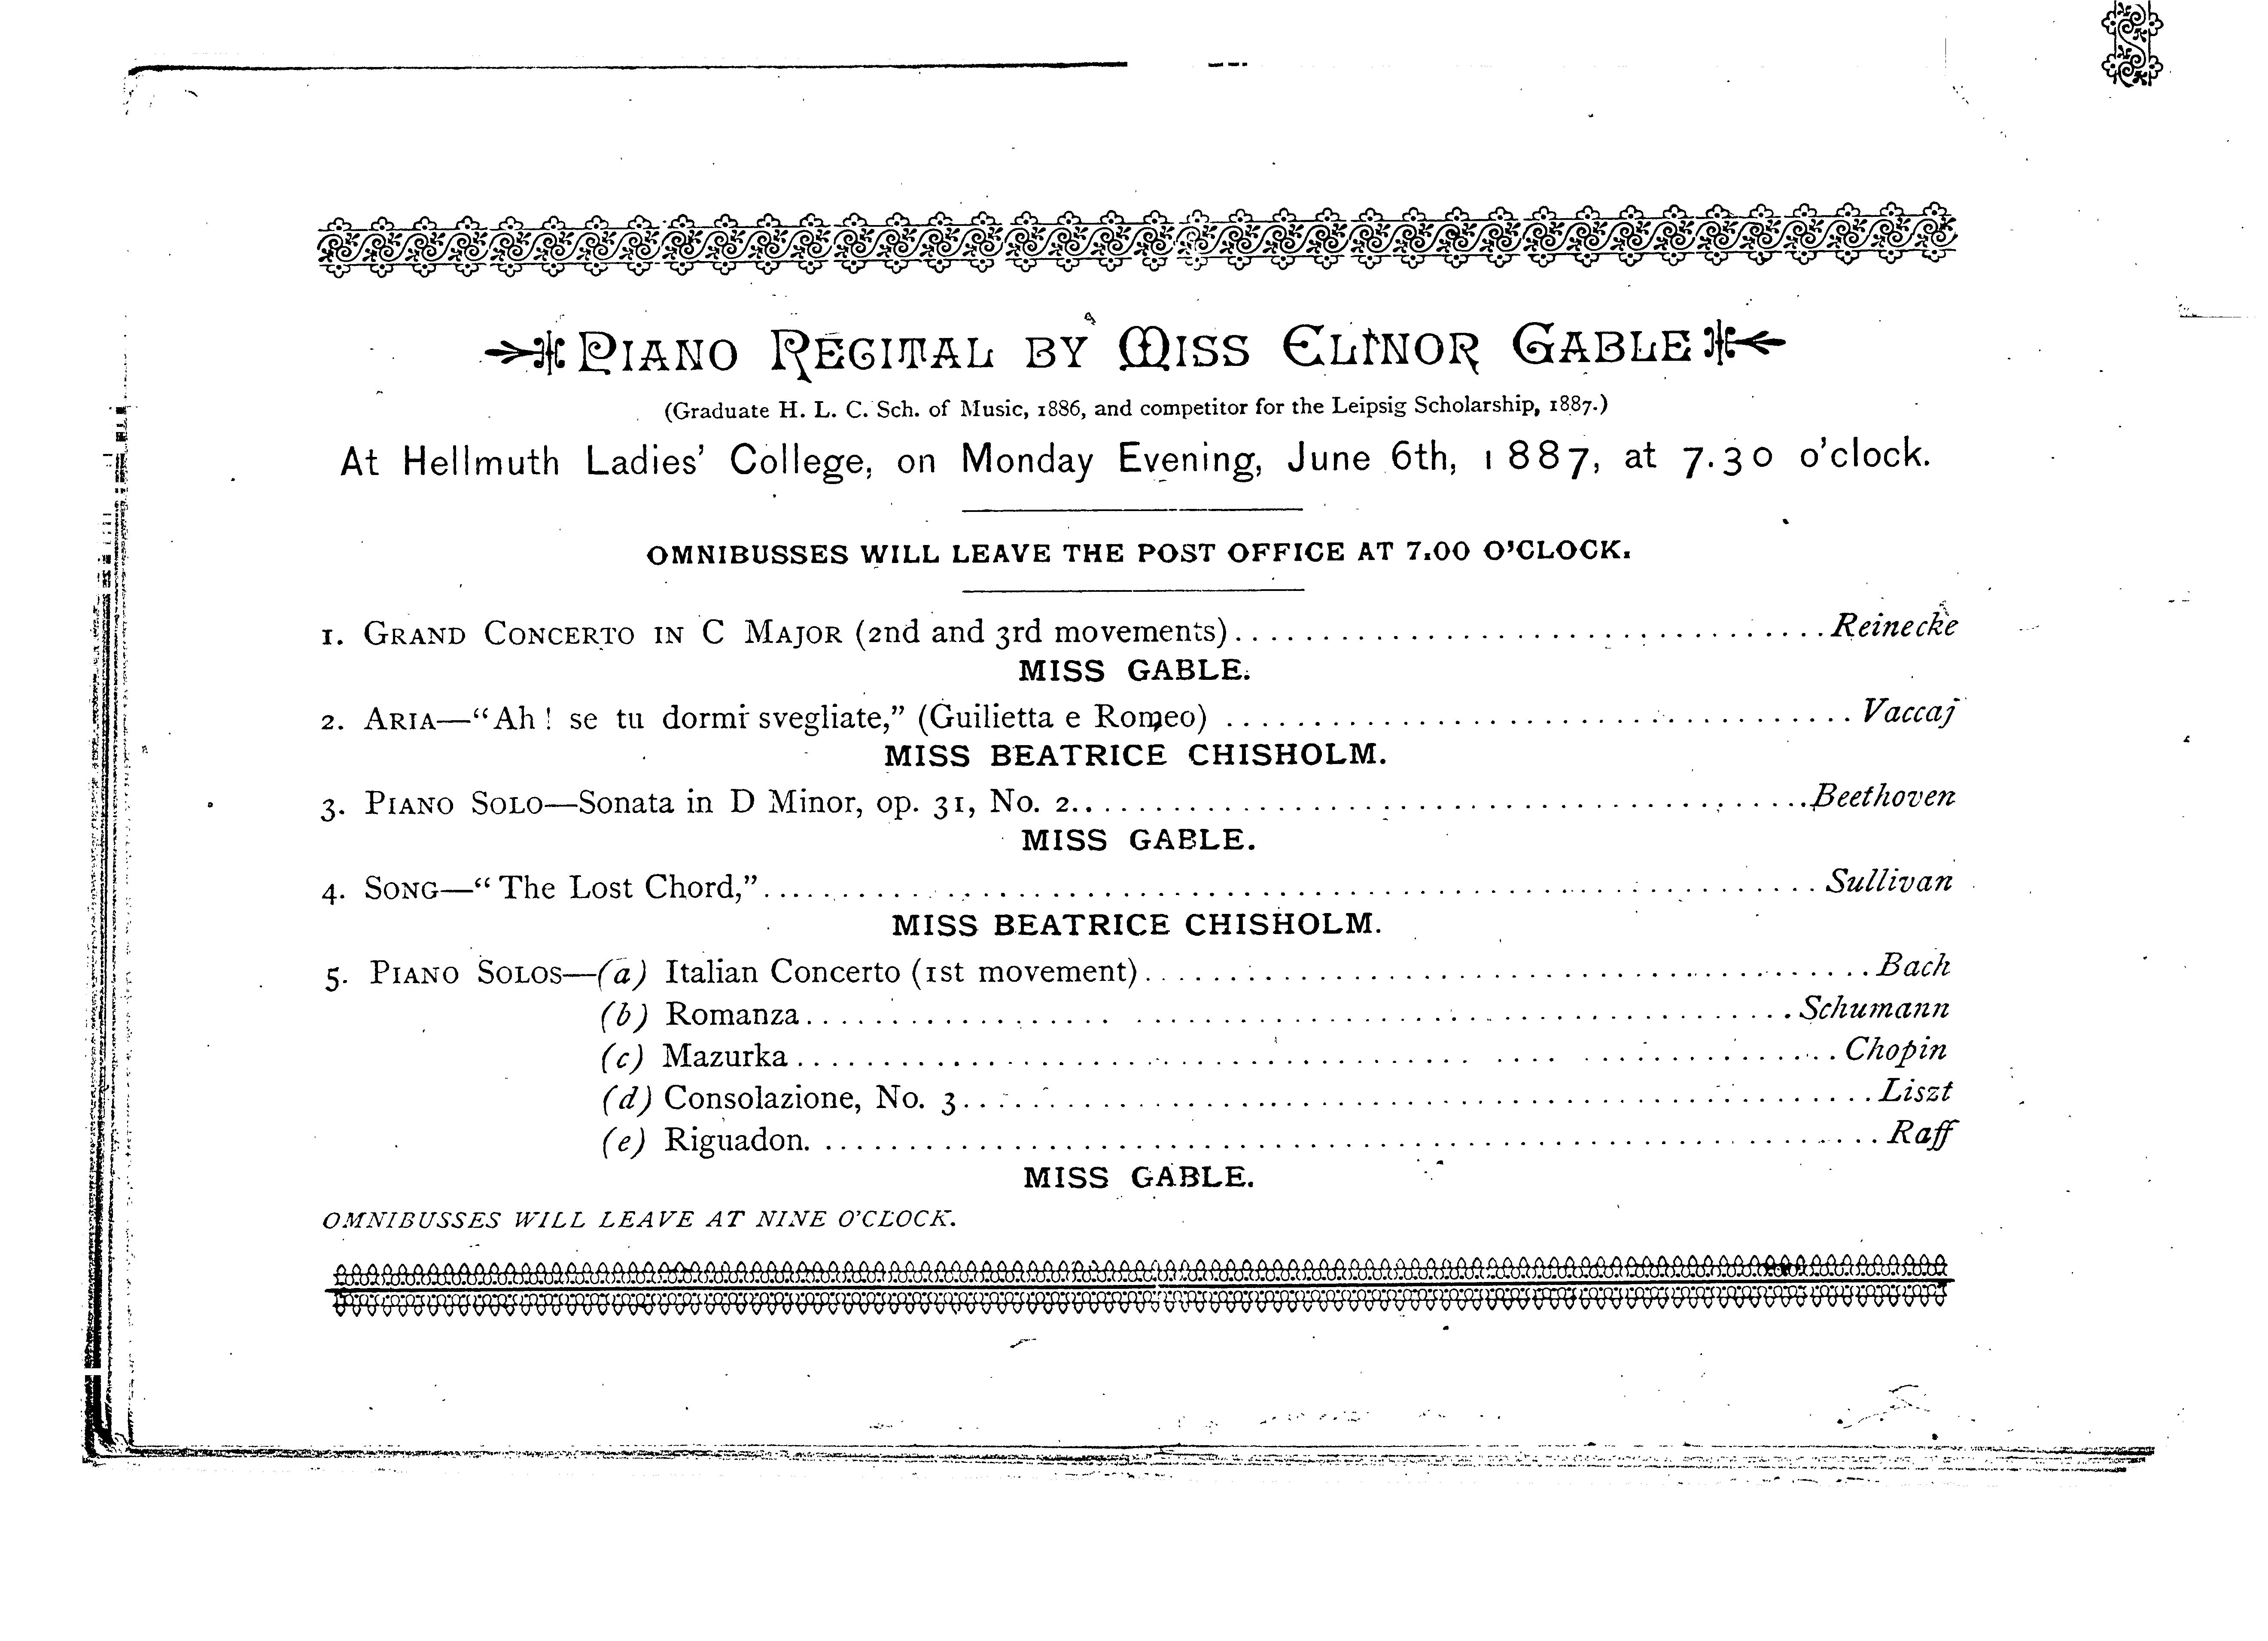 PIANO RECITAL BY MISS ELINOR GABLE
(Graduate H. L. C. Sch. of Music, 1886, and competitor for the Leipsig Scholarship, 1887.)
At Hellmuth Ladies' College, on Monday Evening, June 6th, 1887, at 7.30 o'clock.
OMNIBUSSES WILL LEAVE THE POST OFFICE AT 7.00 O'CLOCK.
1. GRAND CONCERTO IN C MAJOR (2nd and 3rd movements)........................................Reinecke
MISS GABLE.
2. ARIA—“Ah! se tu dormi svegliate,” (Guilietta e Romeo) ........................................Vaccaj
MISS BEATRICE CHISHOLM.
3. PIANO SOLO—Sonata in D Minor, op. 31, No. 2........................................Beethoven
MISS GABLE.
4. SONG—“The Lost Chord,”........................................Sullivan
MISS BEATRICE CHISHOLM.
5. PIANO SOLOS—(a) Italian Concerto (1st movement)........................................Bach
(b) Romanza........................................Schumann
(c) Mazurka........................................Chopin
(d) Consolazione, No. 3........................................Liszt
(e) Riguadon.........................................Raff
MISS GABLE.
OMNIBUSSES WILL LEAVE AT NINE O'CLOCK.